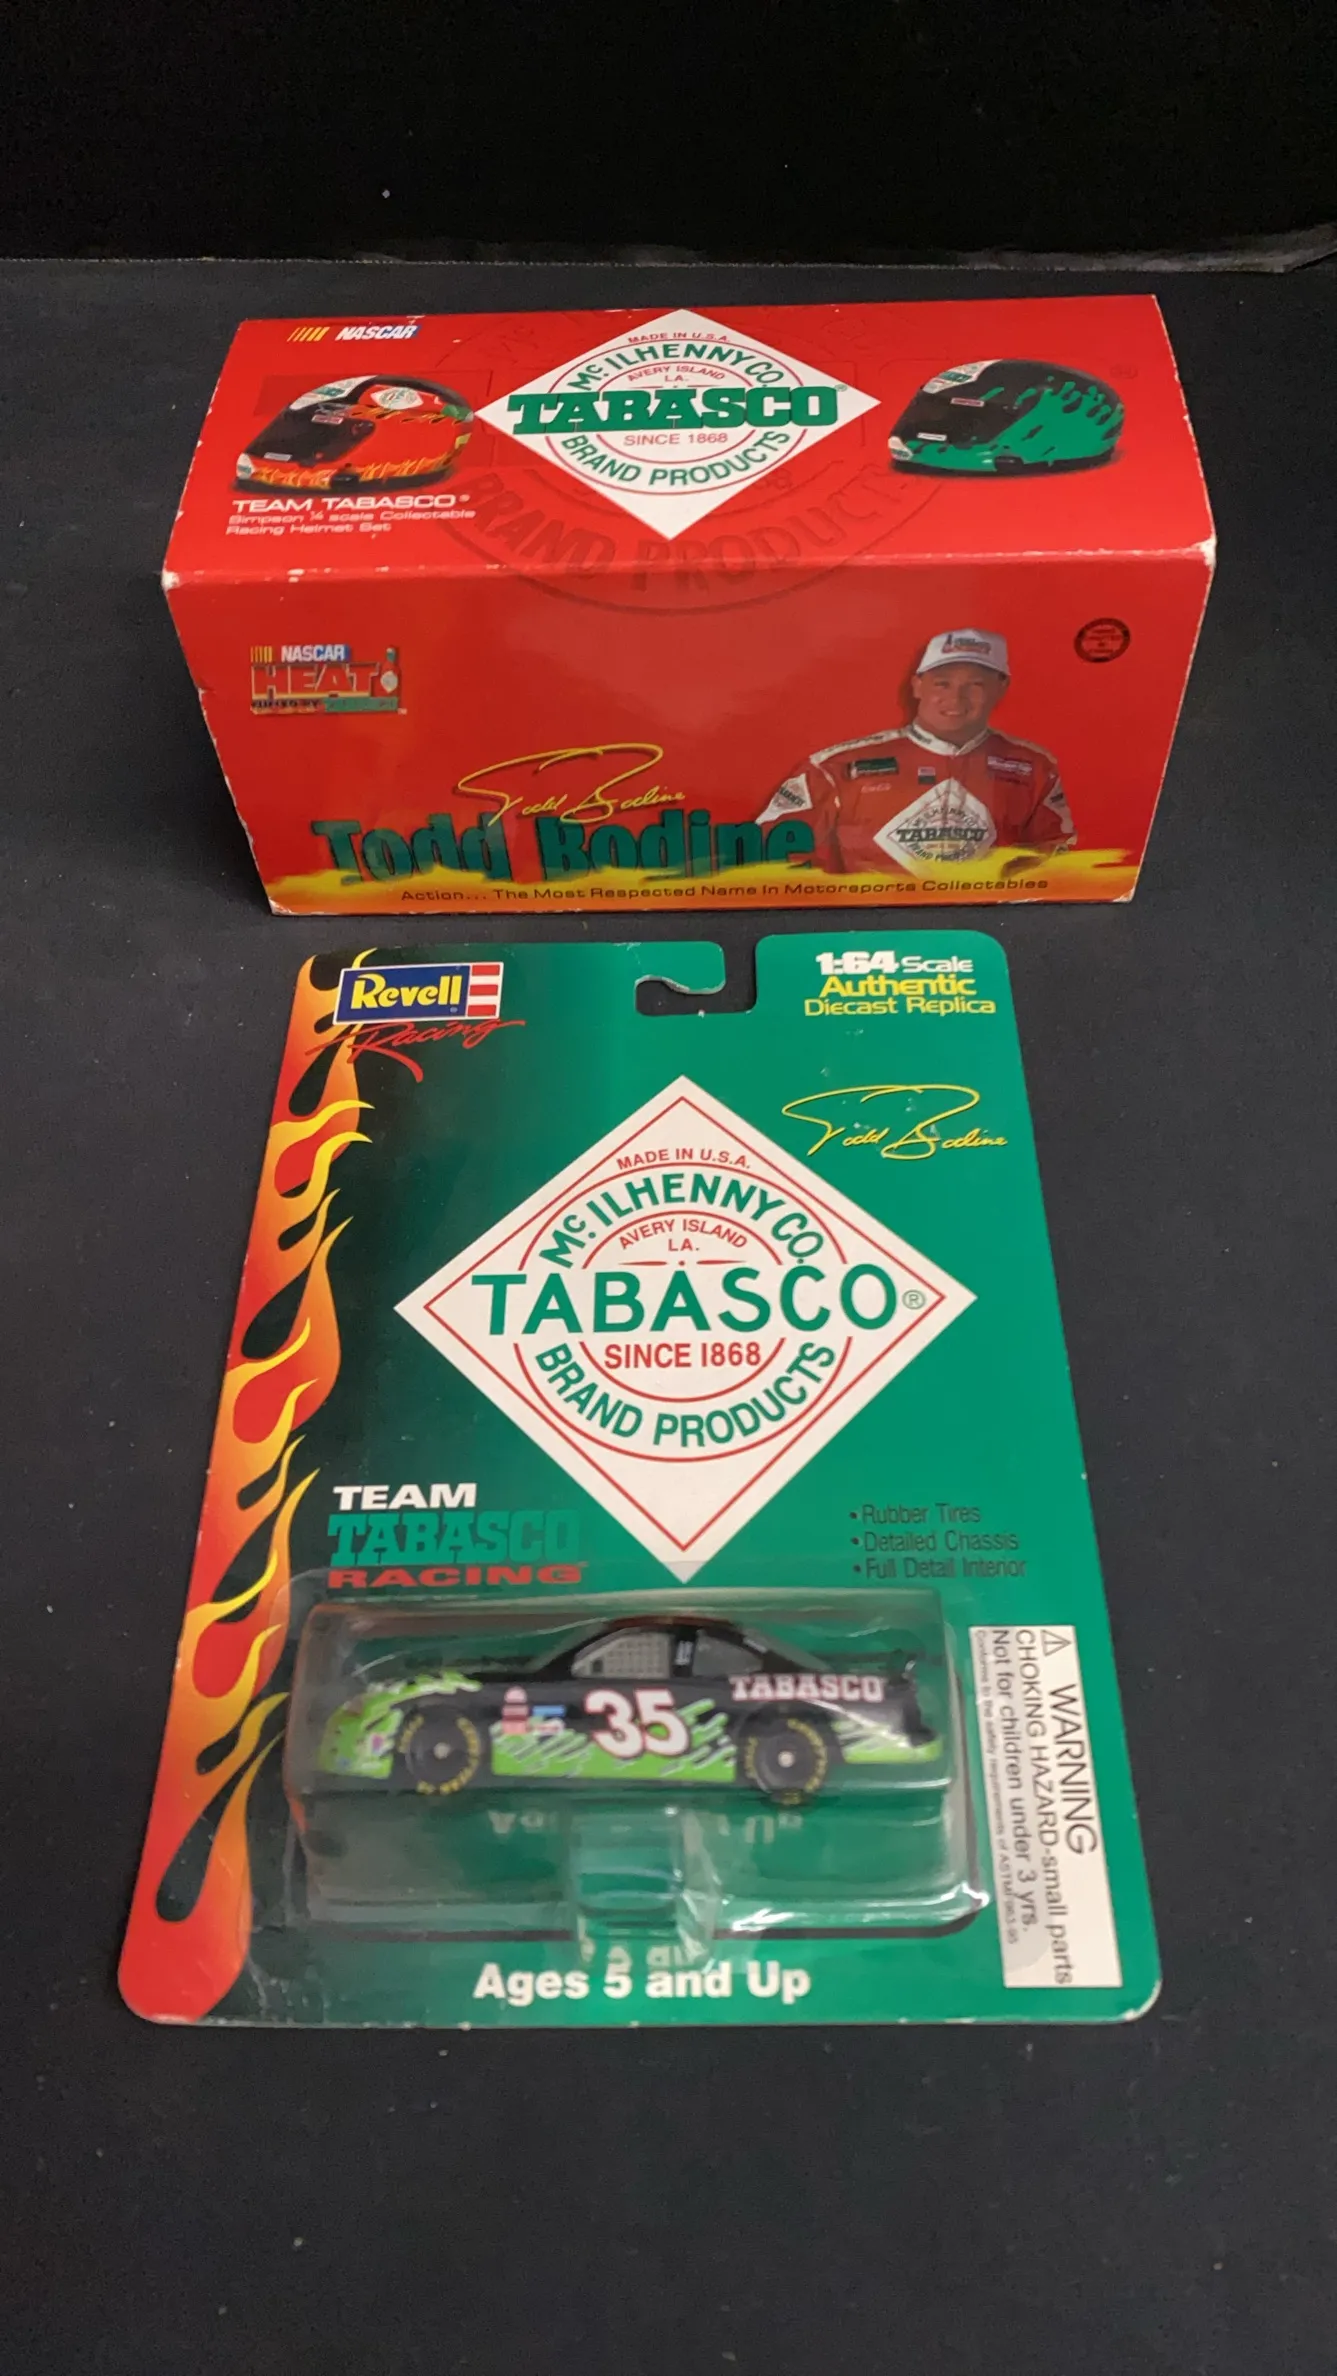 NASCAR
MADE IN U.S.A.
McILHENNY CO.
AVERY ISLAND
LA.
TABASCO®
SINCE 1868
BRAND PRODUCTS
TEAM TABASCO®
Simpson ¼ scale Collectable
Racing Helmet Set
BRAND PRODUCTS
NASCAR
HEAT
Todd Bodine
Todd Bodine
TABASCO
Action... The Most Respected Name In Motorsports Collectables
Revell
Racing
1:64 Scale
Authentic
Diecast Replica
Todd Bodine
MADE IN U.S.A.
McILHENNY CO.
AVERY ISLAND
LA.
TABASCO®
SINCE 1868
BRAND PRODUCTS
TEAM
TABASCO
RACING
• Rubber Tires
• Detailed Chassis
• Full Detail Interior
35
TABASCO
⚠ WARNING
CHOKING HAZARD-small parts
Not for children under 3 yrs.
Ages 5 and Up